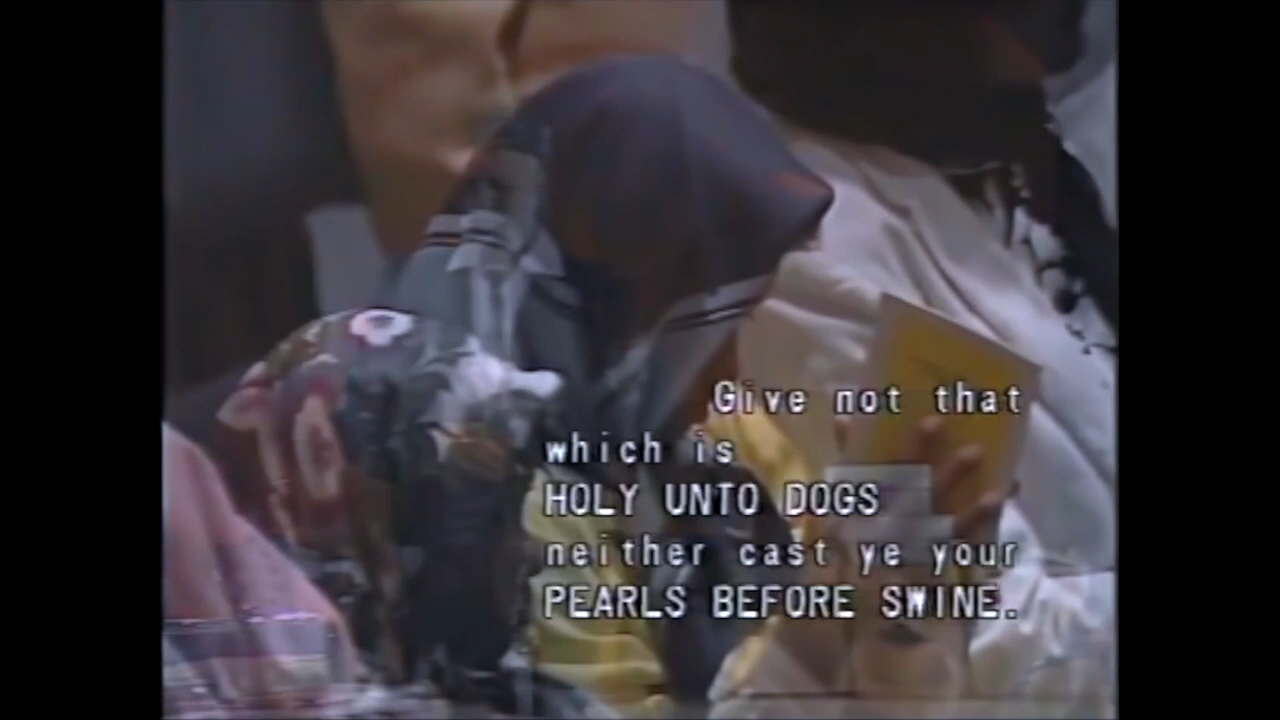 Give not that
which is
HOLY UNTO DOGS
neither cast ye your
PEARLS BEFORE SWINE.